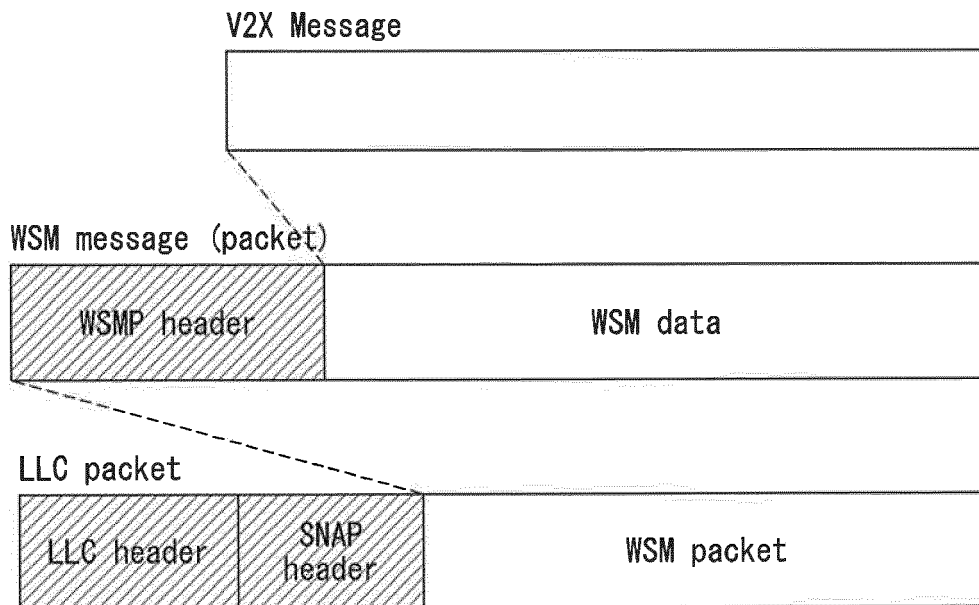 V2X Message
WSM message (packet)
WSMP header
WSM data
LLC packet
LLC header
SNAP
header
WSM packet